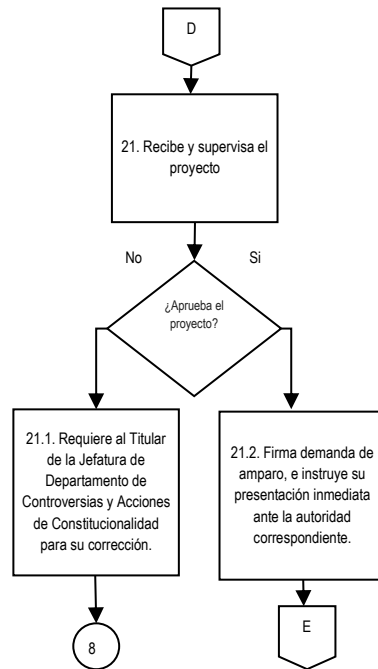 D
21. Recibe y supervisa el
proyecto
No
Si
¿Aprueba el
proyecto?
21.1. Requiere al Titular
de la Jefatura de
Departamento de
Controversias y Acciones
de Constitucionalidad
para su corrección.
21.2. Firma demanda de
amparo, e instruye su
presentación inmediata
ante la autoridad
correspondiente.
8
E